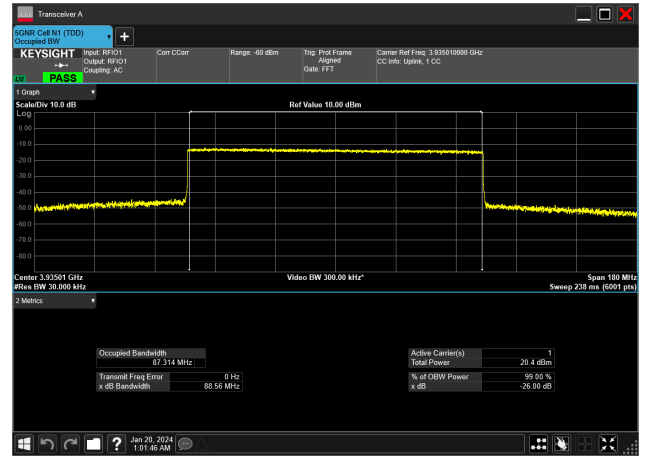 Transceiver A
5GNR Cell N1 (TDD)
Occupied BW
KEYSIGHT
LXI
PASS
Input: RFIO1
Output: RFIO1
Coupling: AC
Corr CCorr
Range: -60 dBm
Trig: Prot Frame
Aligned
Gate: FFT
Carrier Ref Freq: 3.935010000 GHz
CC Info: Uplink, 1 CC
1 Graph
Scale/Div 10.0 dB
Ref Value 10.00 dBm
Log
0.00
-10.0
-20.0
-30.0
-40.0
-50.0
-60.0
-70.0
-80.0
Center 3.93501 GHz
Video BW 300.00 kHz*
Span 180 MHz
#Res BW 30.000 kHz
Sweep 238 ms (6001 pts)
2 Metrics
Occupied Bandwidth
87.314 MHz
Transmit Freq Error 0 Hz
x dB Bandwidth 88.56 MHz
Active Carrier(s) 1
Total Power 20.4 dBm
% of OBW Power 99.00 %
x dB -26.00 dB
Jan 20, 2024
1:01:46 AM